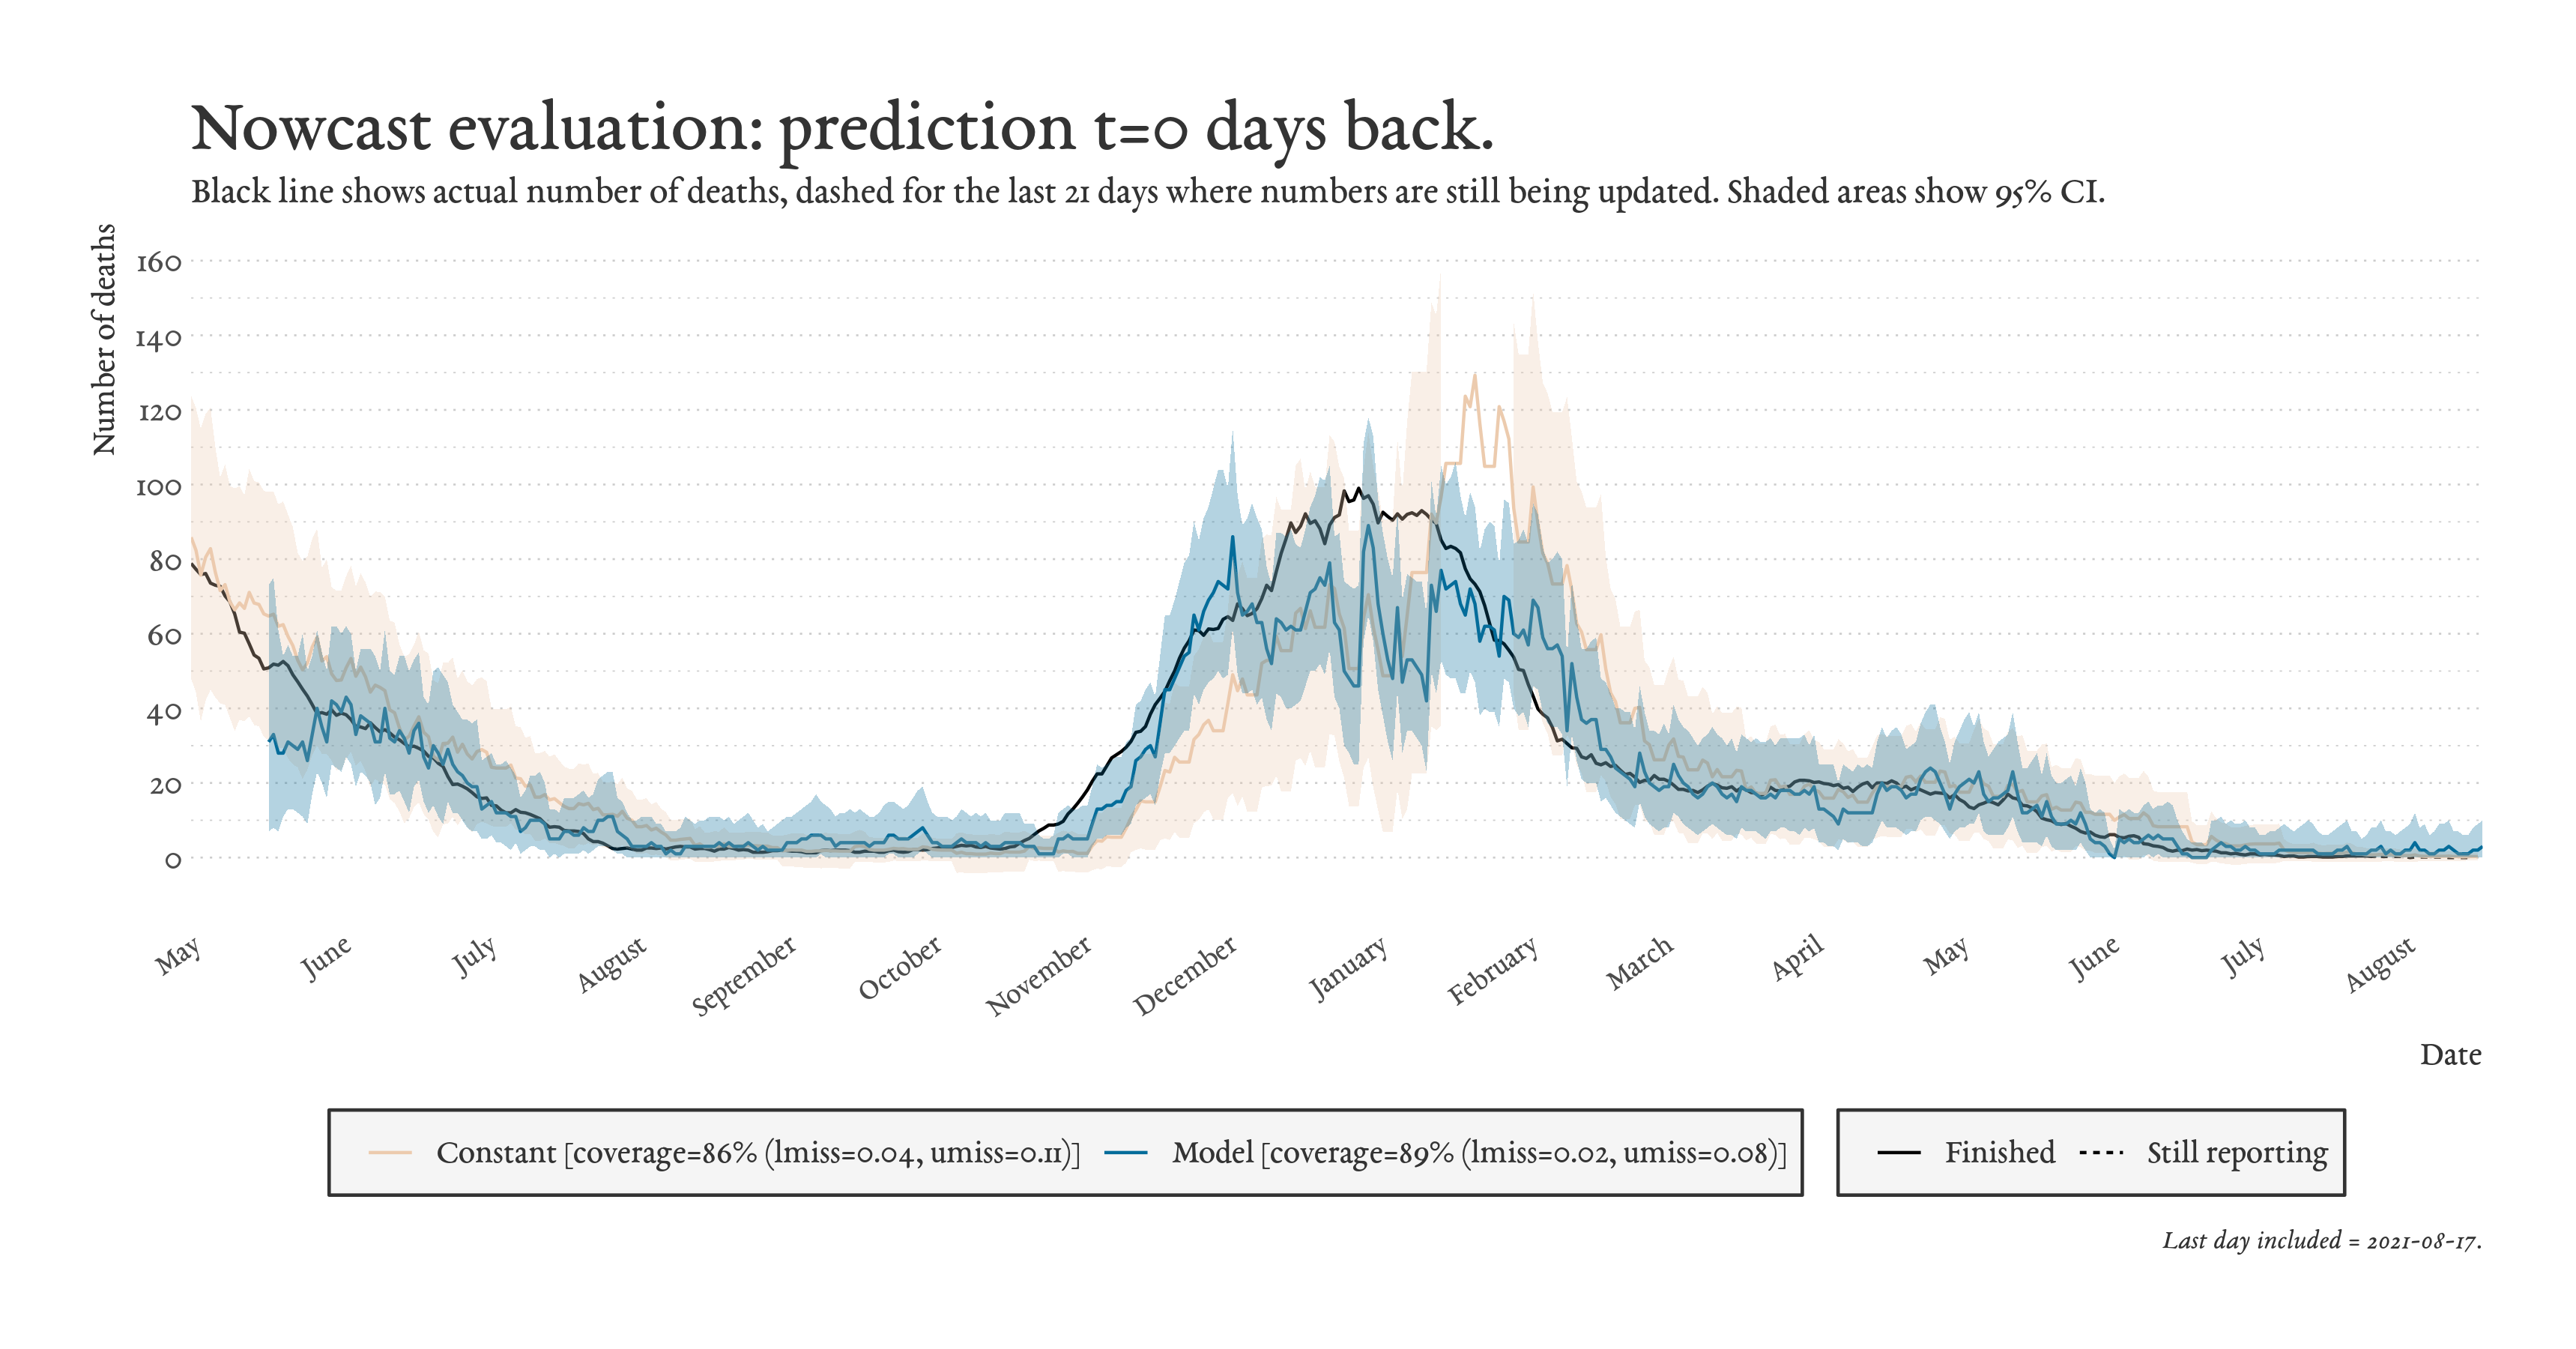 Nowcast evaluation: prediction t=0 days back.
Black line shows actual number of deaths, dashed for the last 21 days where numbers are still being updated. Shaded areas show 95% CI.
Number of deaths
160
140
120
100
80
60
40
20
0
May June July August September October November December January February March April May June July August
Date
Constant [coverage=86% (lmiss=0.04, umiss=0.11)] Model [coverage=89% (lmiss=0.02, umiss=0.08)] Finished Still reporting
Last day included = 2021-08-17.